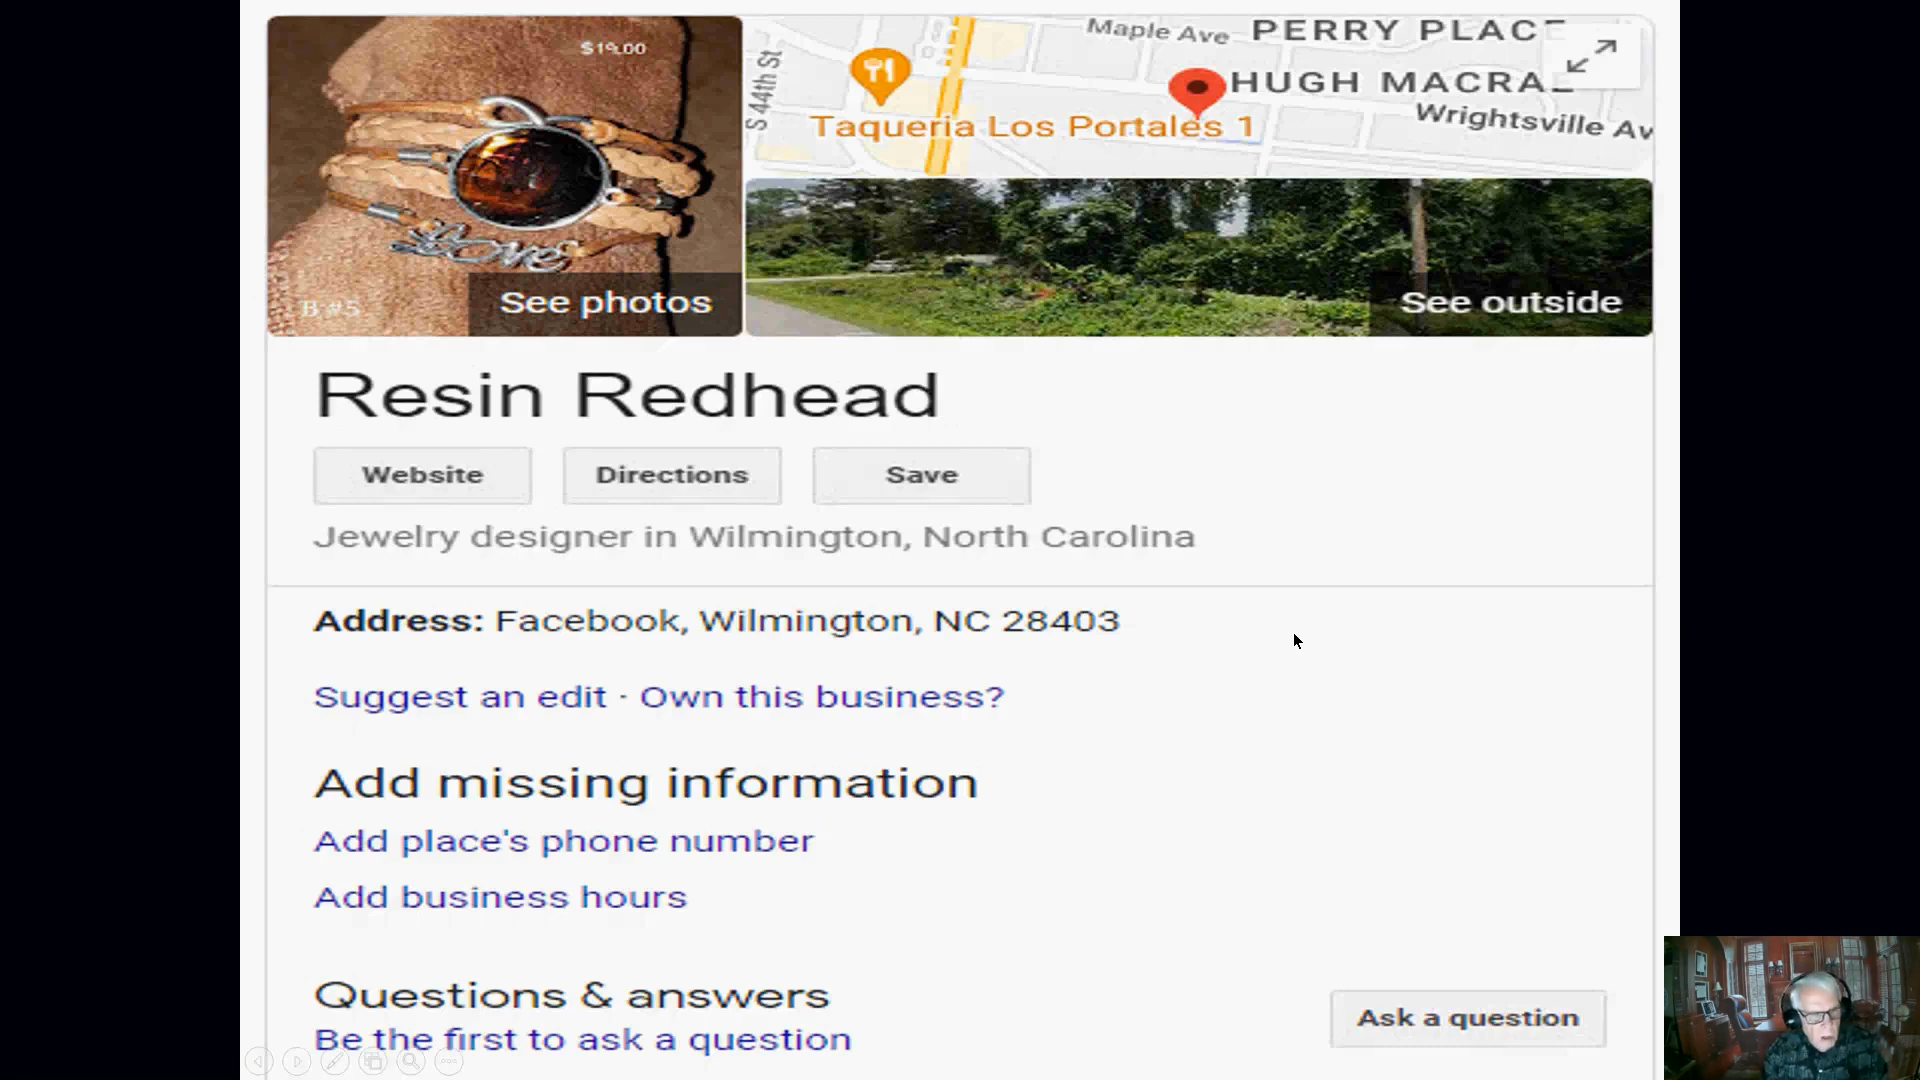 $19.00
B #5
See photos
Maple Ave
PERRY PLACE
S 44th St
HUGH MACRAE
Wrightsville Av
Taqueria Los Portales 1
See outside
Resin Redhead
Website Directions Save
Jewelry designer in Wilmington, North Carolina
Address: Facebook, Wilmington, NC 28403
Suggest an edit · Own this business?
Add missing information
Add place's phone number
Add business hours
Questions & answers
Ask a question
Be the first to ask a question
Love